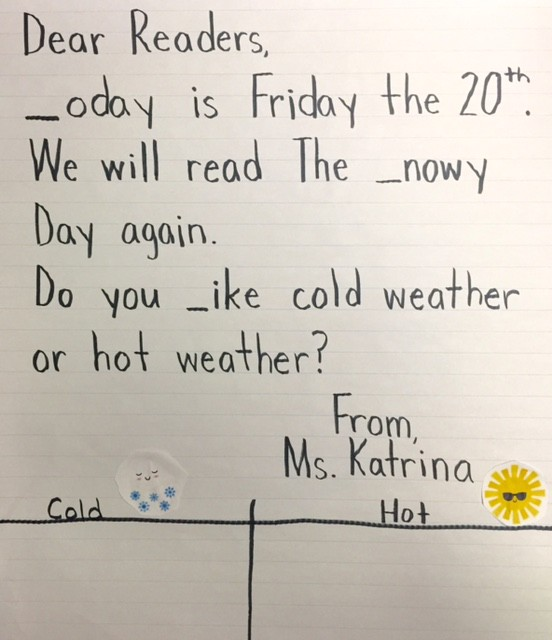 Dear Readers,
_oday is Friday the 20th.
We will read The _nowy
Day again.
Do you _ike cold weather
or hot weather?
From,
Ms. Katrina
Cold Hot